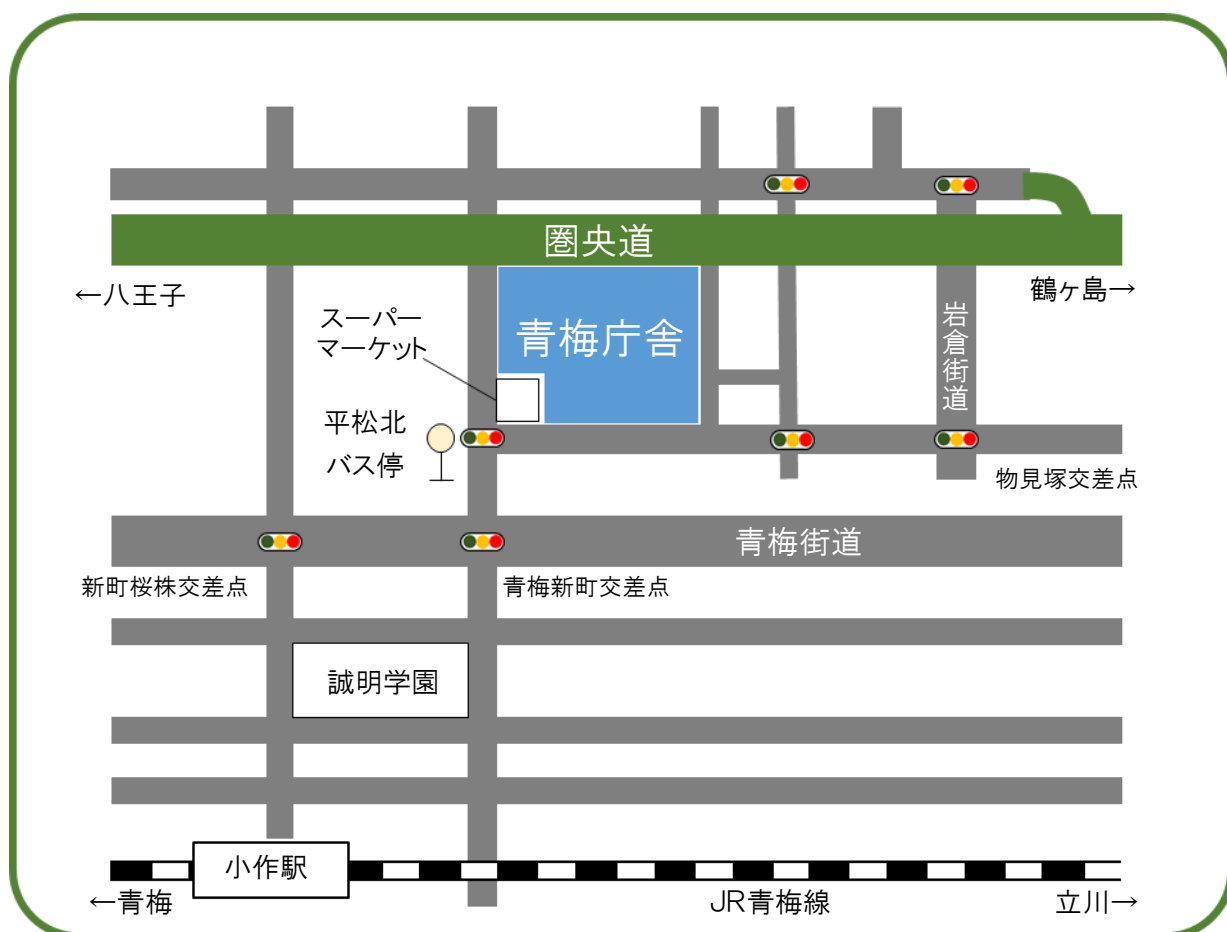 圏央道
←八王子
鶴ヶ島→
スーパー
マーケット
青梅庁舎
岩倉街道
平松北
バス停
物見塚交差点
青梅街道
新町桜株交差点
青梅新町交差点
誠明学園
小作駅
←青梅
JR青梅線
立川→